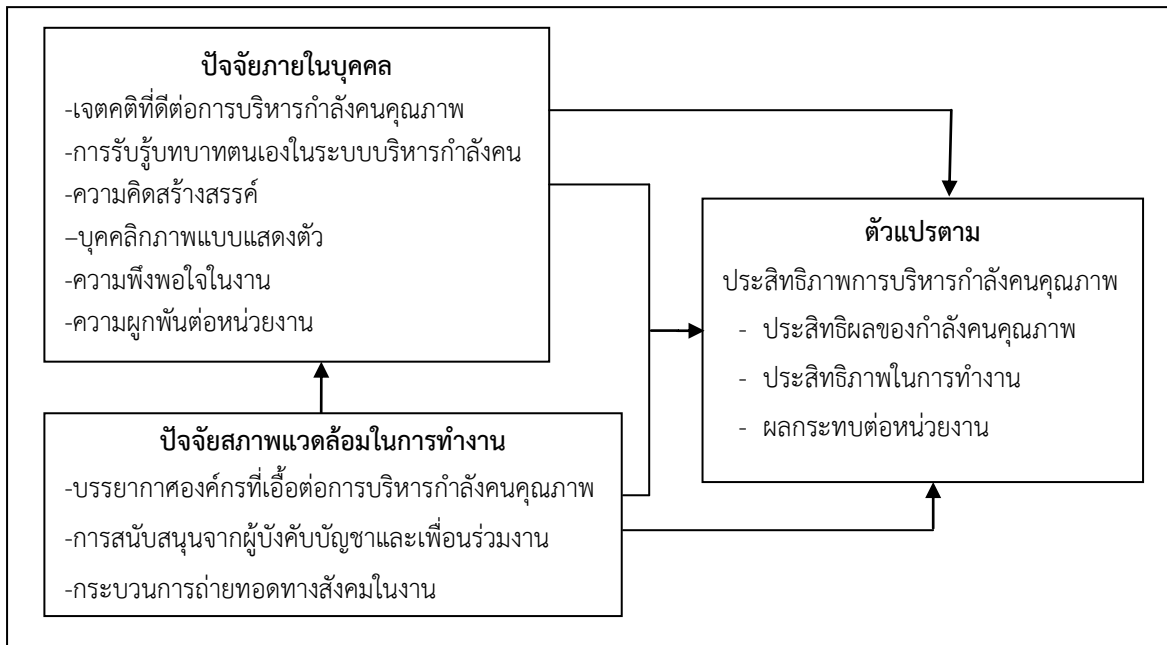 ปัจจัยภายในบุคคล
-เจตคติที่ดีต่อการบริหารกำลังคนคุณภาพ
-การรับรู้บทบาทตนเองในระบบบริหารกำลังคน
-ความคิดสร้างสรรค์
–บุคคลิกภาพแบบแสดงตัว
-ความพึงพอใจในงาน
-ความผูกพันต่อหน่วยงาน
ปัจจัยสภาพแวดล้อมในการทำงาน
-บรรยากาศองค์กรที่เอื้อต่อการบริหารกำลังคนคุณภาพ
-การสนับสนุนจากผู้บังคับบัญชาและเพื่อนร่วมงาน
-กระบวนการถ่ายทอดทางสังคมในงาน
ตัวแปรตาม
ประสิทธิภาพการบริหารกำลังคนคุณภาพ
- ประสิทธิผลของกำลังคนคุณภาพ
- ประสิทธิภาพในการทำงาน
- ผลกระทบต่อหน่วยงาน